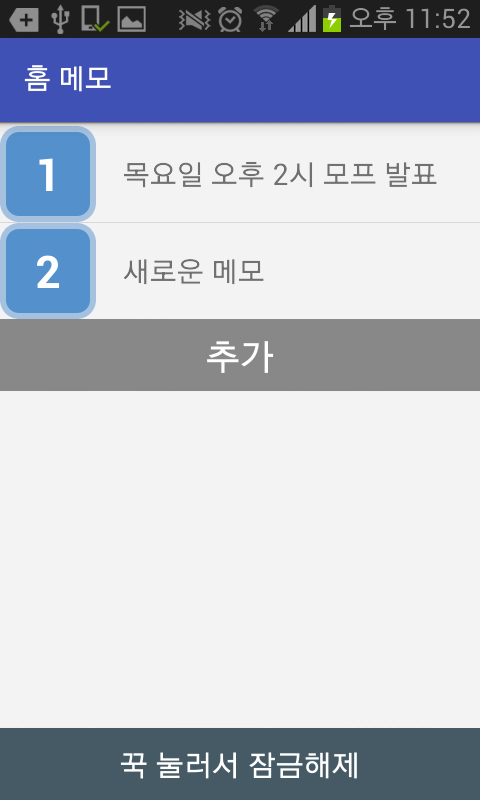 오후 11:52
홈 메모
1 목요일 오후 2시 모프 발표
2 새로운 메모
추가
꾹 눌러서 잠금해제